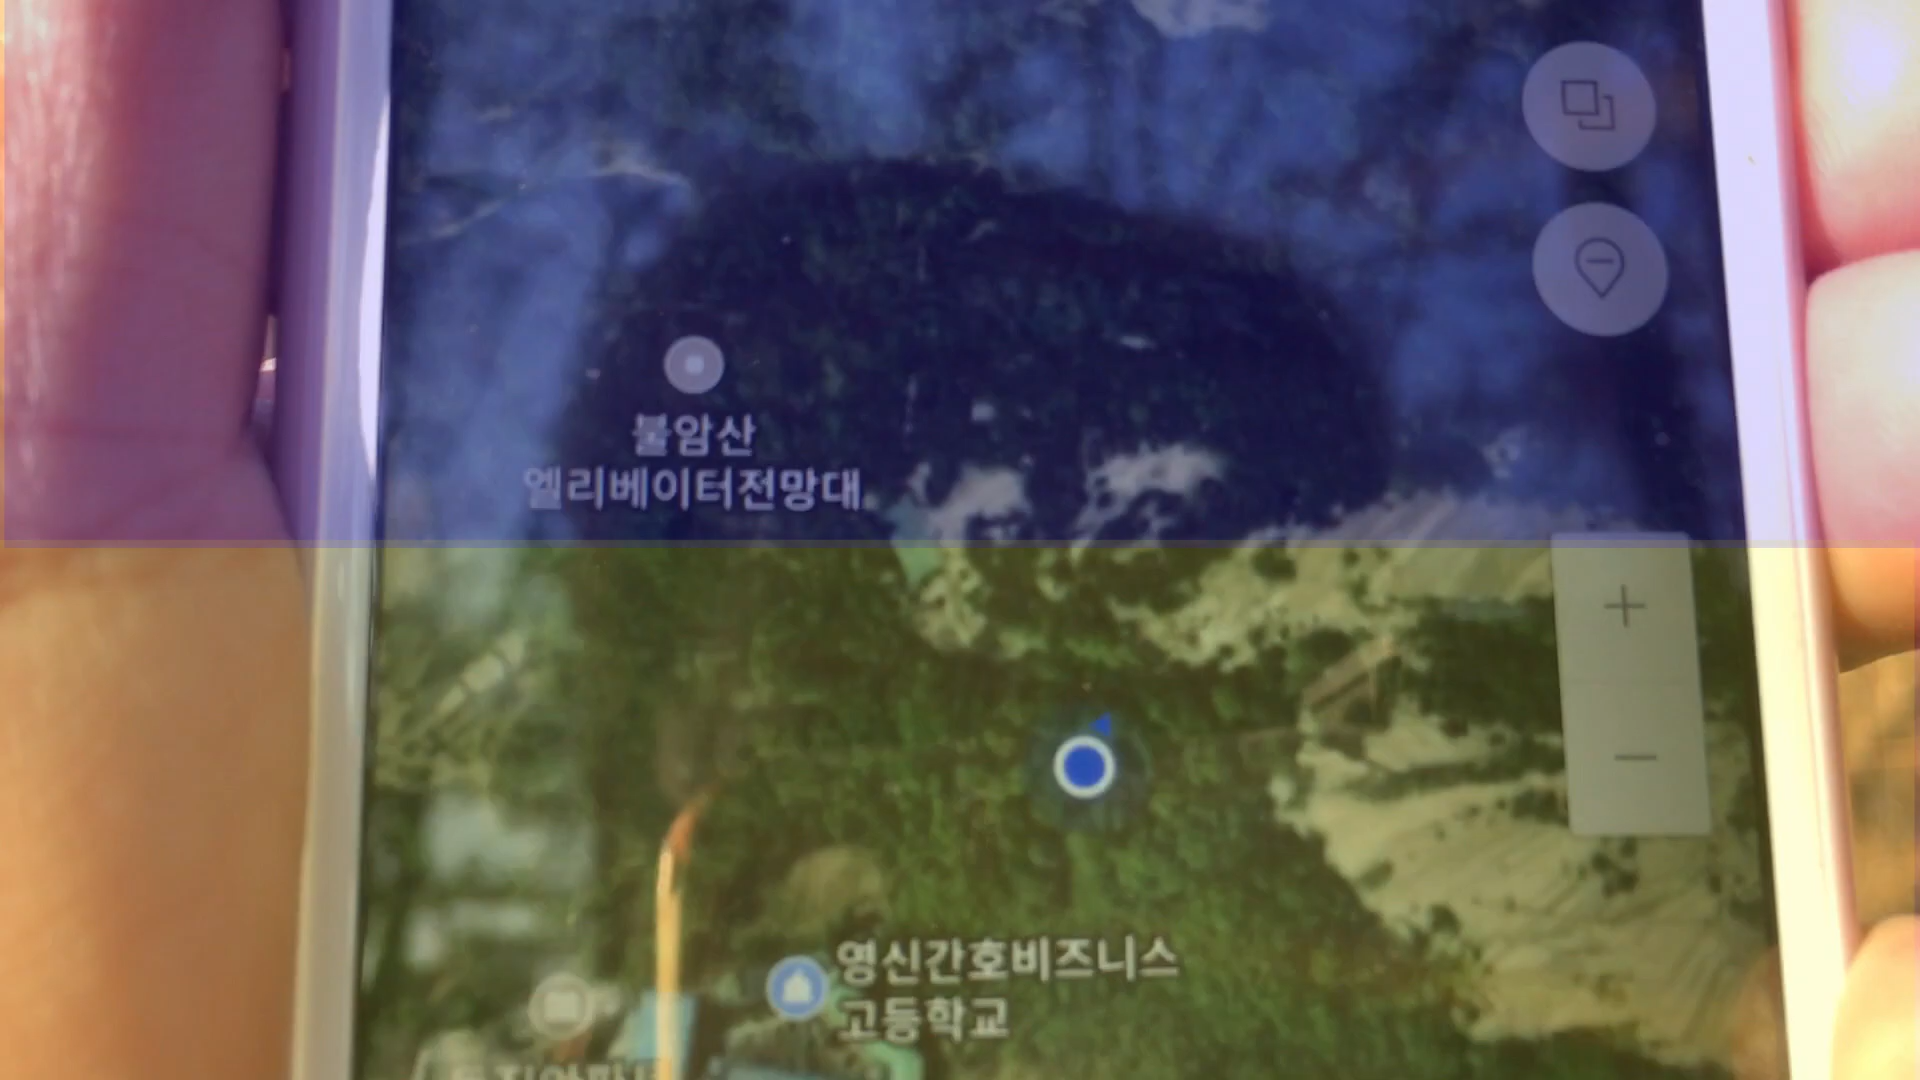 불암산
엘리베이터전망대
영신간호비즈니스
고등학교